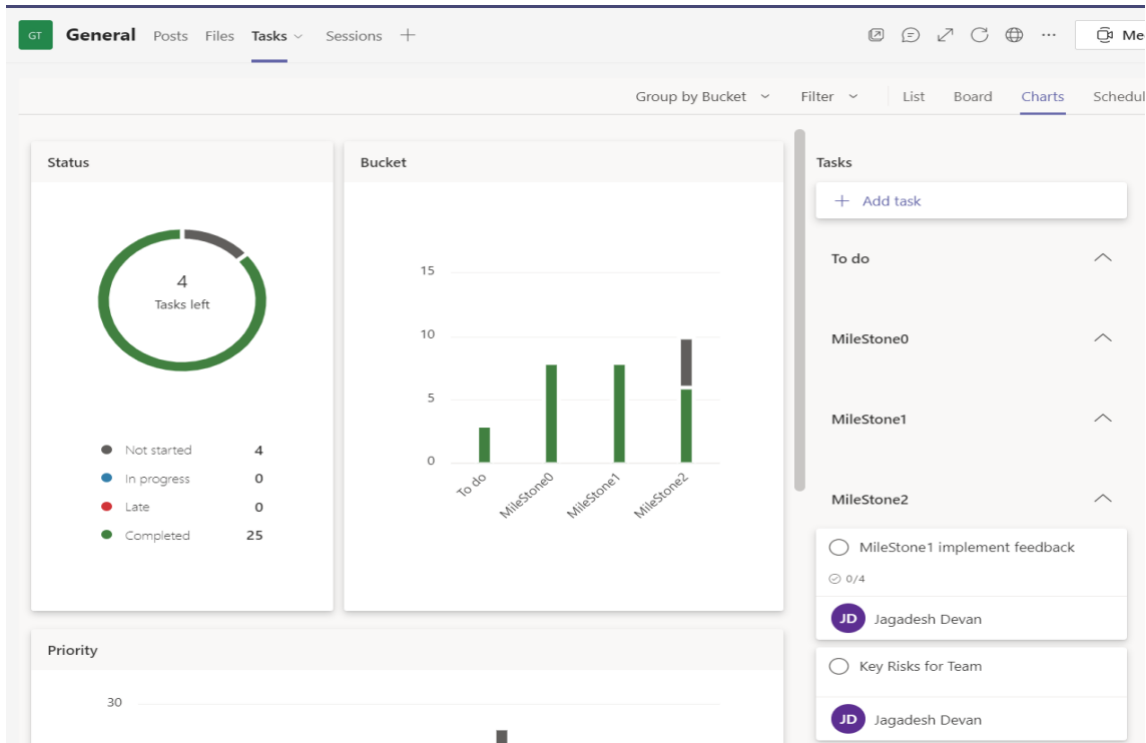 GT General Posts Files Tasks Sessions
Group by Bucket Filter List Board Charts Schedul
Status
4
Tasks left
Not started 4
In progress 0
Late 0
Completed 25
Bucket
15
10
5
0
To do MileStone0 MileStone1 MileStone2
Priority
30
Tasks
+ Add task
To do
MileStone0
MileStone1
MileStone2
MileStone1 implement feedback
0/4
JD Jagadesh Devan
Key Risks for Team
JD Jagadesh Devan